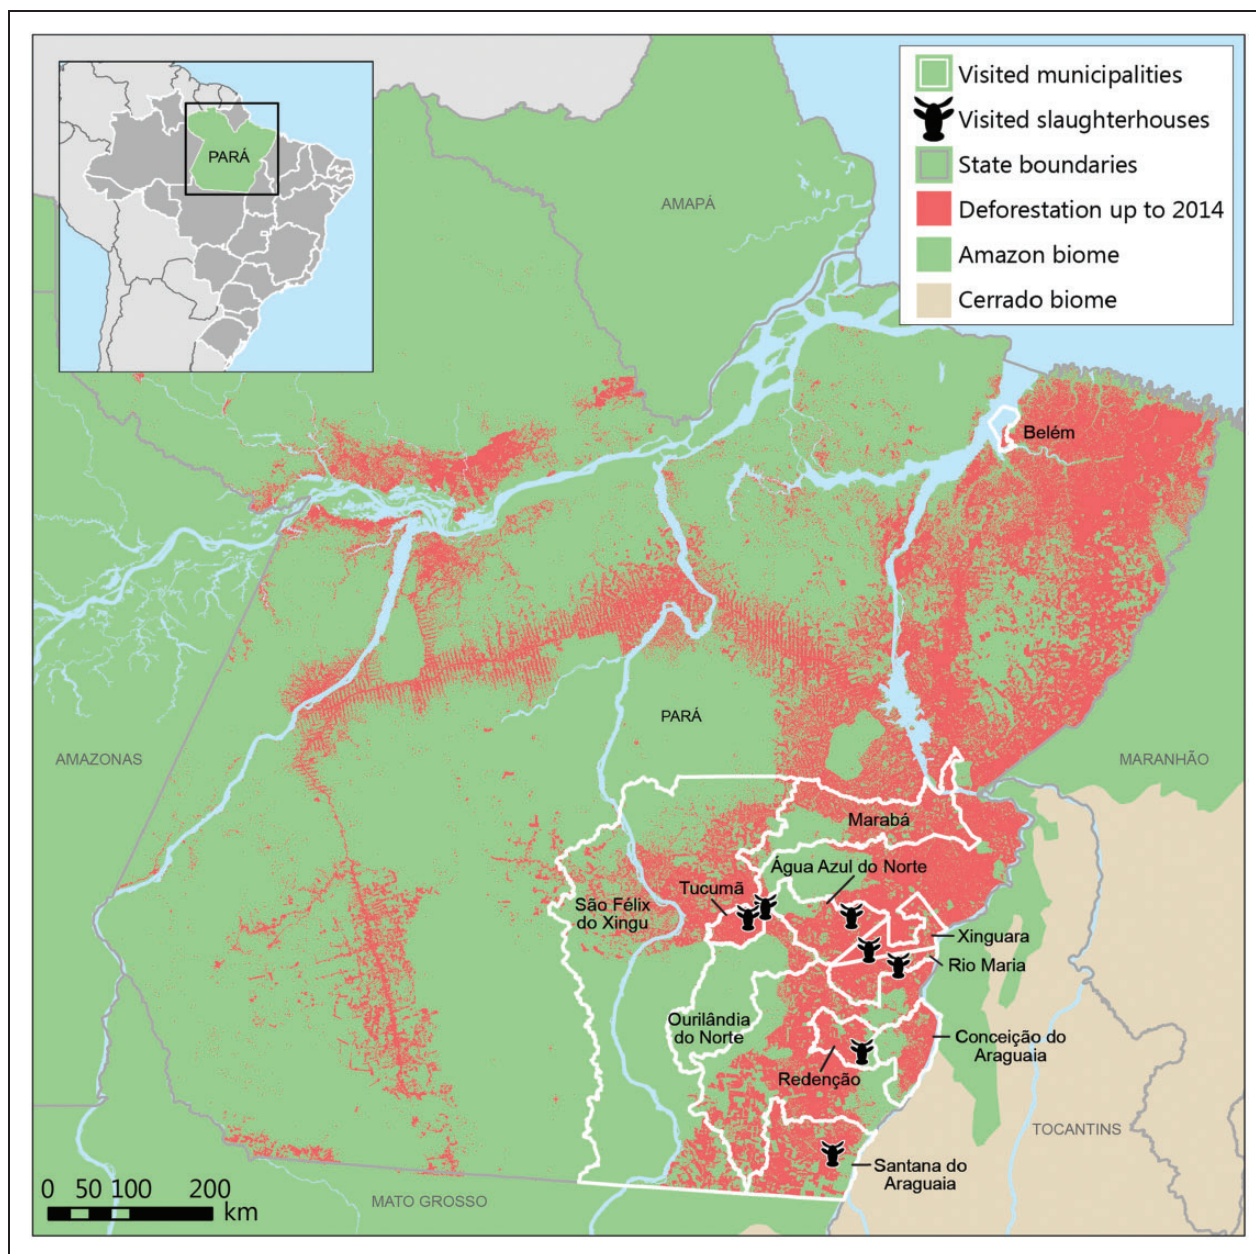 PARÁ
Visited municipalities
Visited slaughterhouses
State boundaries
Deforestation up to 2014
Amazon biome
Cerrado biome
AMAPÁ
Belém
PARÁ
AMAZONAS
MARANHÃO
Marabá
Água Azul do Norte
Tucumã
São Félix
do Xingu
Xinguara
Rio Maria
Ourilândia
do Norte
Conceição do
Araguaia
Redenção
TOCANTINS
Santana do
Araguaia
MATO GROSSO
0 50 100 200
km